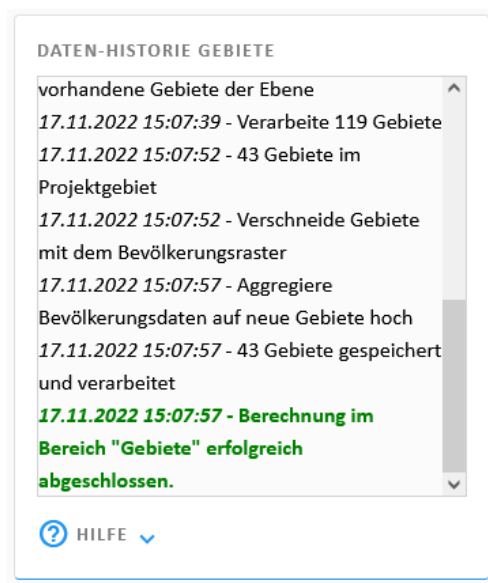 DATEN-HISTORIE GEBIETE
vorhandene Gebiete der Ebene
17.11.2022 15:07:39 - Verarbeite 119 Gebiete
17.11.2022 15:07:52 - 43 Gebiete im
Projektgebiet
17.11.2022 15:07:52 - Verschneide Gebiete
mit dem Bevölkerungsraster
17.11.2022 15:07:57 - Aggregiere
Bevölkerungsdaten auf neue Gebiete hoch
17.11.2022 15:07:57 - 43 Gebiete gespeichert
und verarbeitet
17.11.2022 15:07:57 - Berechnung im
Bereich "Gebiete" erfolgreich
abgeschlossen.
HILFE